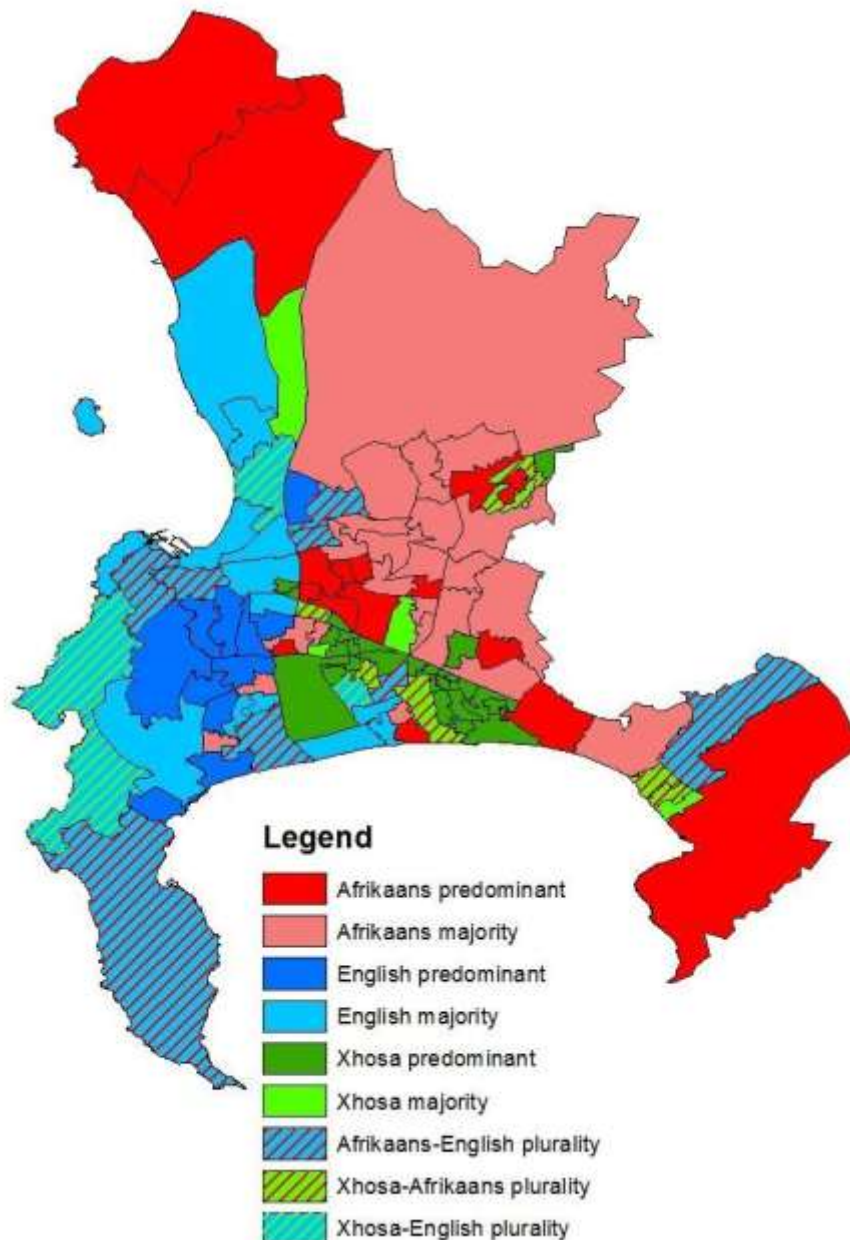 Legend
Afrikaans predominant
Afrikaans majority
English predominant
English majority
Xhosa predominant
Xhosa majority
Afrikaans-English plurality
Xhosa-Afrikaans plurality
Xhosa-English plurality